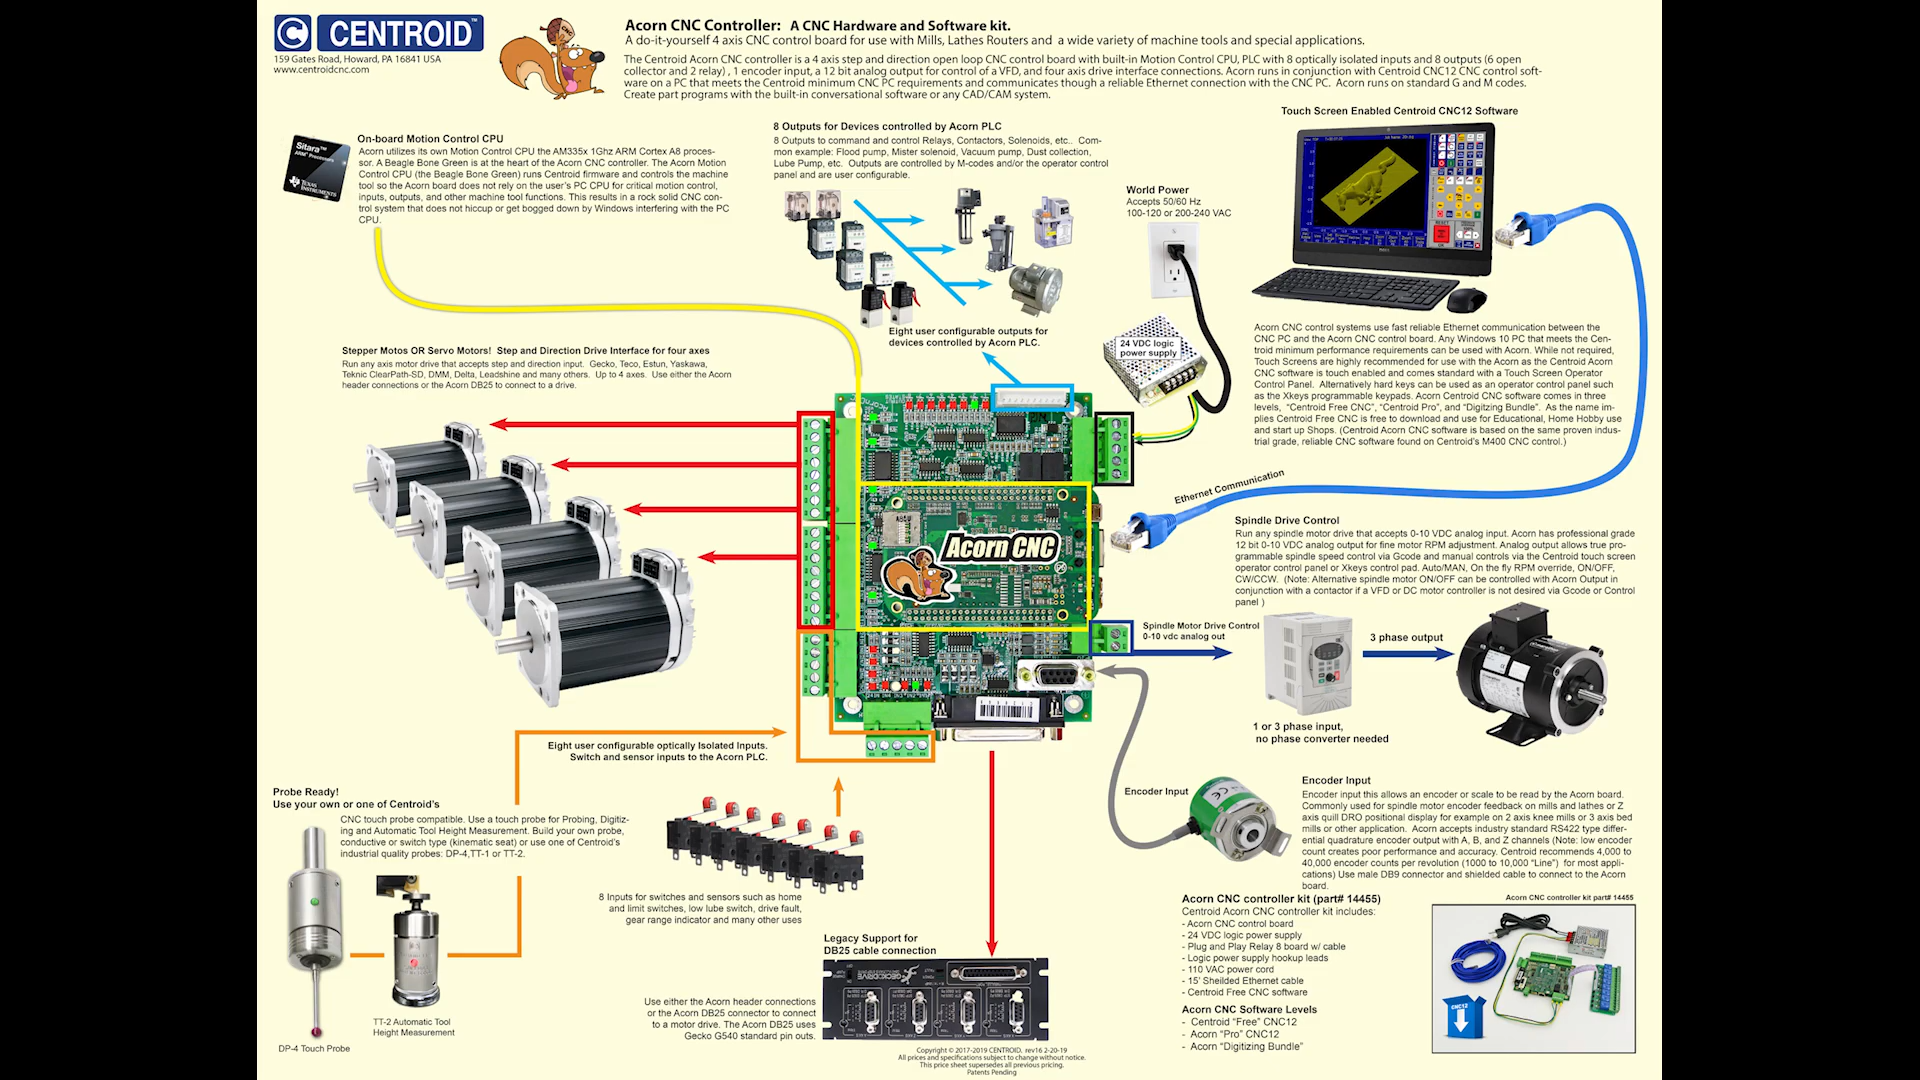 CENTROID
159 Gates Road, Howard, PA 16841 USA
www.centroidcnc.com
Acorn CNC Controller: A CNC Hardware and Software kit.
A do-it-yourself 4 axis CNC control board for use with Mills, Lathes Routers and a wide variety of machine tools and special applications.
The Centroid Acorn CNC controller is a 4 axis step and direction open loop CNC control board with built-in Motion Control CPU, PLC with 8 optically isolated inputs and 8 outputs (6 open
collector and 2 relay) , 1 encoder input, a 12 bit analog output for control of a VFD, and four axis drive interface connections. Acorn runs in conjunction with Centroid CNC12 CNC control soft-
ware on a PC that meets the Centroid minimum CNC PC requirements and communicates though a reliable Ethernet connection with the CNC PC. Acorn runs on standard G and M codes.
Create part programs with the built-in conversational software or any CAD/CAM system.
Sitara™
ARM® Processors
TEXAS
INSTRUMENTS
On-board Motion Control CPU
Acorn utilizes its own Motion Control CPU the AM335x 1Ghz ARM Cortex A8 proces-
sor. A Beagle Bone Green is at the heart of the Acorn CNC controller. The Acorn Motion
Control CPU (the Beagle Bone Green) runs Centroid firmware and controls the machine
tool so the Acorn board does not rely on the user's PC CPU for critical motion control,
inputs, outputs, and other machine tool functions. This results in a rock solid CNC con-
trol system that does not hiccup or get bogged down by Windows interfering with the PC
CPU.
8 Outputs for Devices controlled by Acorn PLC
8 Outputs to command and control Relays, Contactors, Solenoids, etc.. Com-
mon example: Flood pump, Mister solenoid, Vacuum pump, Dust collection,
Lube Pump, etc. Outputs are controlled by M-codes and/or the operator control
panel and are user configurable.
Eight user configurable outputs for
devices controlled by Acorn PLC.
World Power
Accepts 50/60 Hz
100-120 or 200-240 VAC
24 VDC logic
power supply
Touch Screen Enabled Centroid CNC12 Software
Acorn CNC control systems use fast reliable Ethernet communication between the
CNC PC and the Acorn CNC control board. Any Windows 10 PC that meets the Cen-
troid minimum performance requirements can be used with Acorn. While not required,
Touch Screens are highly recommended for use with the Acorn as the Centroid Acorn
CNC software is touch enabled and comes standard with a Touch Screen Operator
Control Panel. Alternatively hard keys can be used as an operator control panel such
as the Xkeys programmable keypads. Acorn Centroid CNC software comes in three
levels, "Centroid Free CNC", "Centroid Pro", and "Digitzing Bundle". As the name im-
plies Centroid Free CNC is free to download and use for Educational, Home Hobby use
and start up Shops. (Centroid Acorn CNC software is based on the same proven indus-
trial grade, reliable CNC software found on Centroid's M400 CNC control.)
Stepper Motos OR Servo Motors! Step and Direction Drive Interface for four axes
Run any axis motor drive that accepts step and direction input. Gecko, Teco, Estun, Yaskawa,
Teknic ClearPath-SD, DMM, Delta, Leadshine and many others. Up to 4 axes. Use either the Acorn
header connections or the Acorn DB25 to connect to a drive.
Acorn CNC
Ethernet Communication
Spindle Drive Control
Run any spindle motor drive that accepts 0-10 VDC analog input. Acorn has professional grade
12 bit 0-10 VDC analog output for fine motor RPM adjustment. Analog output allows true pro-
grammable spindle speed control via Gcode and manual controls via the Centroid touch screen
operator control panel or Xkeys control pad. Auto/MAN, On the fly RPM override, ON/OFF,
CW/CCW. (Note: Alternative spindle motor ON/OFF can be controlled with Acorn Output in
conjunction with a contactor if a VFD or DC motor controller is not desired via Gcode or Control
panel )
Spindle Motor Drive Control
0-10 vdc analog out
3 phase output
1 or 3 phase input,
no phase converter needed
Eight user configurable optically Isolated Inputs.
Switch and sensor inputs to the Acorn PLC.
Probe Ready!
Use your own or one of Centroid's
CNC touch probe compatible. Use a touch probe for Probing, Digitiz-
ing and Automatic Tool Height Measurement. Build your own probe,
conductive or switch type (kinematic seat) or use one of Centroid's
industrial quality probes: DP-4,TT-1 or TT-2.
DP-4 Touch Probe
TT-2 Automatic Tool
Height Measurement
8 Inputs for switches and sensors such as home
and limit switches, low lube switch, drive fault,
gear range indicator and many other uses
Legacy Support for
DB25 cable connection
GECKODRIVE
Use either the Acorn header connections
or the Acorn DB25 connector to connect
to a motor drive. The Acorn DB25 uses
Gecko G540 standard pin outs.
Encoder Input
Encoder Input
Encoder input this allows an encoder or scale to be read by the Acorn board.
Commonly used for spindle motor encoder feedback on mills and lathes or Z
axis quill DRO positional display for example on 2 axis knee mills or 3 axis bed
mills or other application. Acorn accepts industry standard RS422 type differ-
ential quadrature encoder output with A, B, and Z channels (Note: low encoder
count creates poor performance and accuracy. Centroid recommends 4,000 to
40,000 encoder counts per revolution (1000 to 10,000 "Line") for most appli-
cations) Use male DB9 connector and shielded cable to connect to the Acorn
board.
Acorn CNC controller kit (part# 14455)
Centroid Acorn CNC controller kit includes:
- Acorn CNC control board
- 24 VDC logic power supply
- Plug and Play Relay 8 board w/ cable
- Logic power supply hookup leads
- 110 VAC power cord
- 15' Sheilded Ethernet cable
- Centroid Free CNC software
Acorn CNC Software Levels
- Centroid "Free" CNC12
- Acorn "Pro" CNC12
- Acorn "Digitizing Bundle"
Acorn CNC controller kit part# 14455
CNC12
Copyright © 2017-2019 CENTROID. rev16 2-20-19
All prices and specifications subject to change without notice.
This price sheet supersedes all previous pricing.
Patents Pending